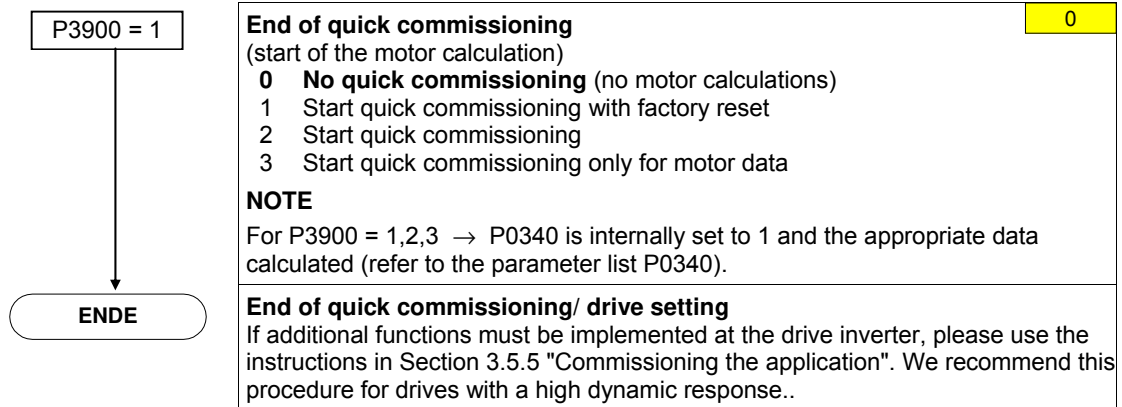 P3900 = 1
End of quick commissioning
0
(start of the motor calculation)
0 No quick commissioning (no motor calculations)
1 Start quick commissioning with factory reset
2 Start quick commissioning
3 Start quick commissioning only for motor data
NOTE
For P3900 = 1,2,3 → P0340 is internally set to 1 and the appropriate data
calculated (refer to the parameter list P0340).
ENDE
End of quick commissioning/ drive setting
If additional functions must be implemented at the drive inverter, please use the
instructions in Section 3.5.5 "Commissioning the application". We recommend this
procedure for drives with a high dynamic response..